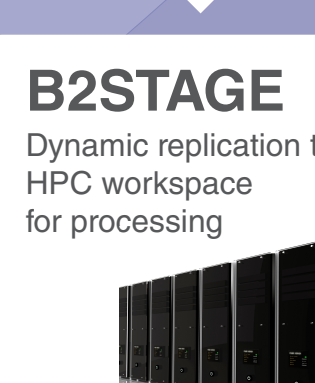 B2STAGE
Dynamic replication t
HPC workspace
for processing